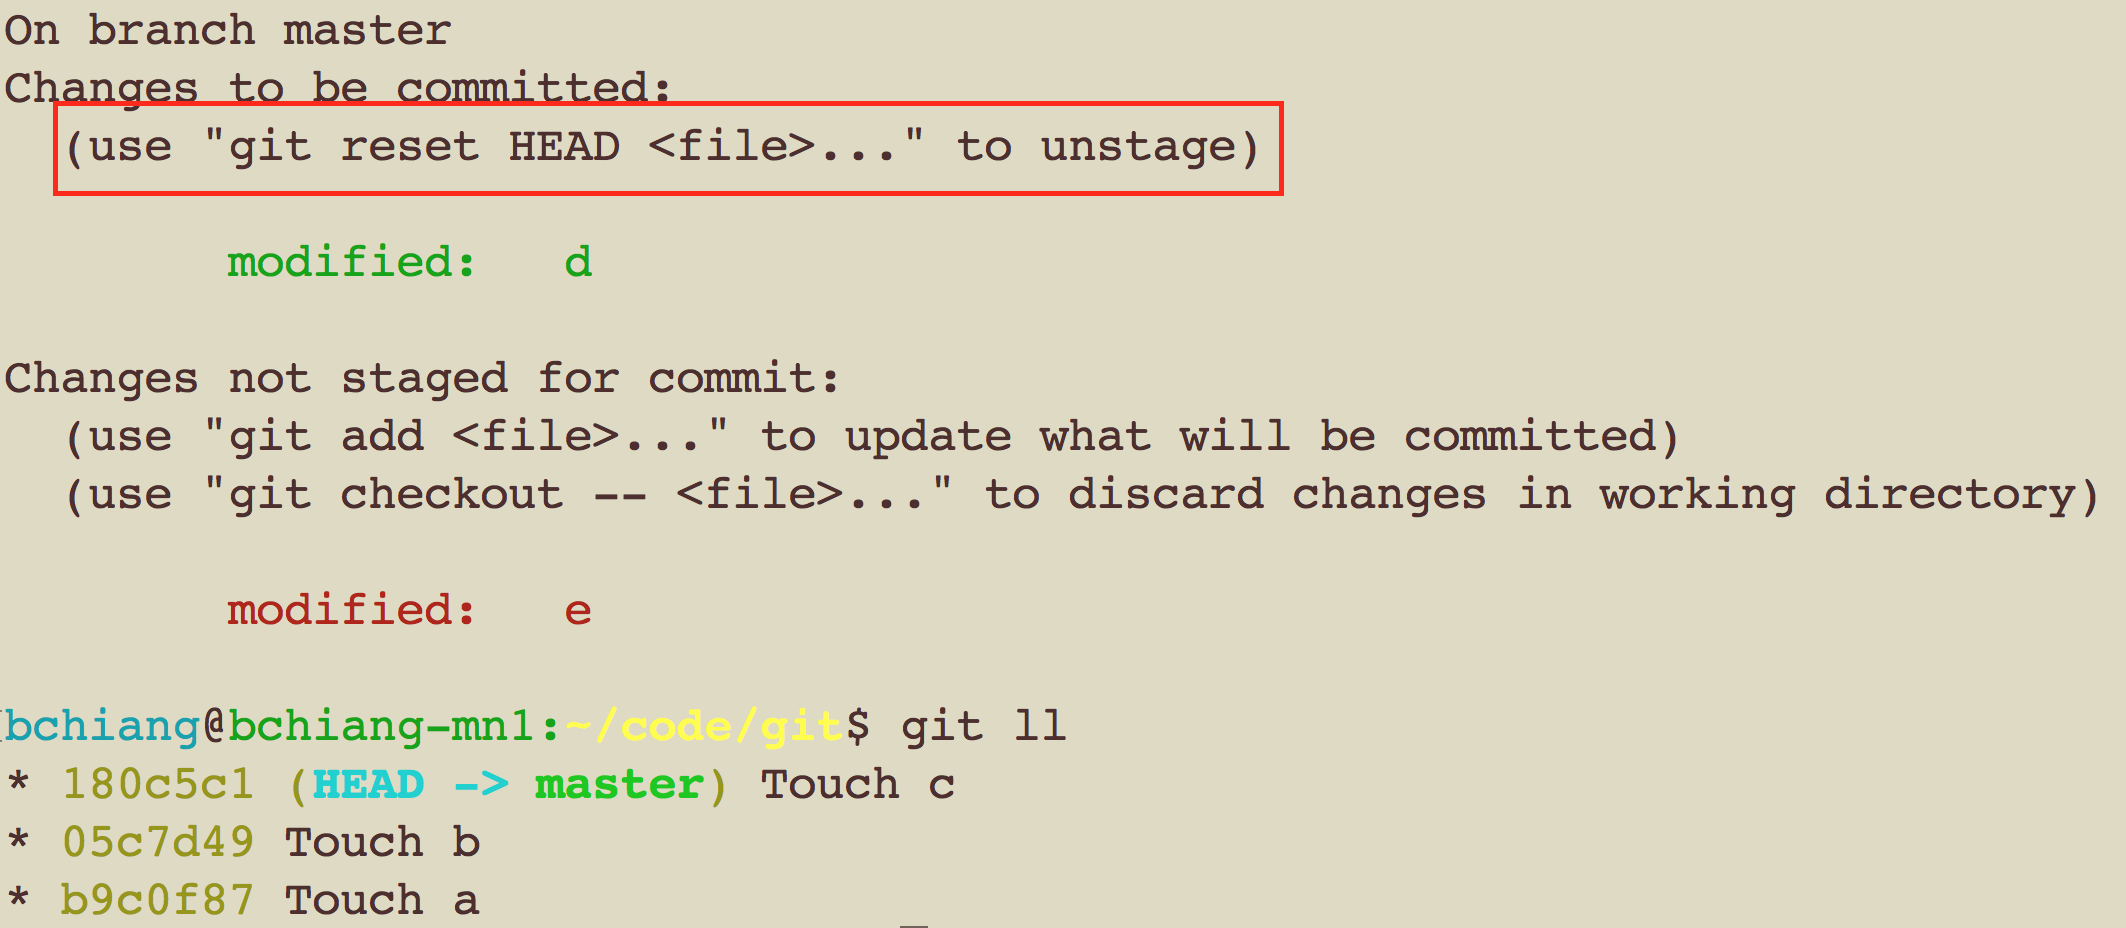 On branch master
Changes to be committed:
(use "git reset HEAD <file>..." to unstage)
modified: d
Changes not staged for commit:
(use "git add <file>..." to update what will be committed)
(use "git checkout -- <file>..." to discard changes in working directory)
modified: e
bchiang@bchiang-mn1:~/code/git$ git ll
* 180c5c1 (HEAD -> master) Touch c
* 05c7d49 Touch b
* b9c0f87 Touch a